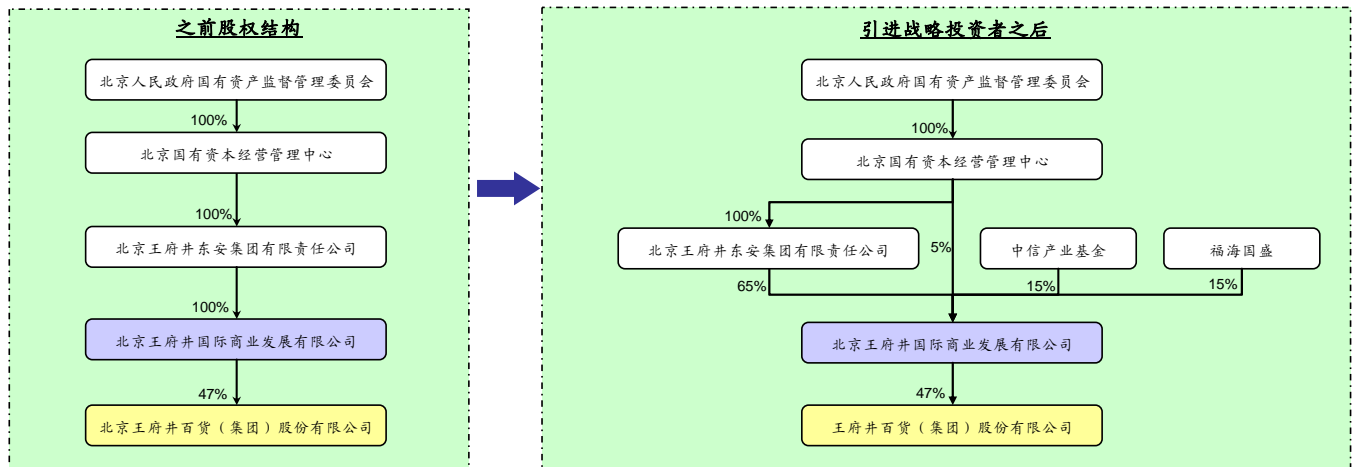 之前股权结构
北京人民政府国有资产监督管理委员会
100%
北京国有资本经营管理中心
100%
北京王府井东安集团有限责任公司
100%
北京王府井国际商业发展有限公司
47%
北京王府井百货（集团）股份有限公司
引进战略投资者之后
北京人民政府国有资产监督管理委员会
100%
北京国有资本经营管理中心
100%
北京王府井东安集团有限责任公司
5%
中信产业基金
福海国盛
65%
15%
15%
北京王府井国际商业发展有限公司
47%
王府井百货（集团）股份有限公司